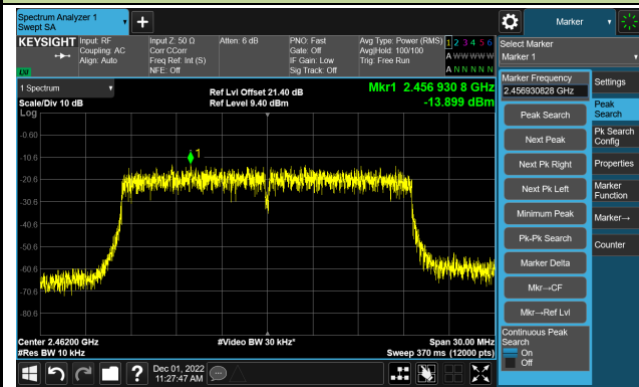 Spectrum Analyzer 1
Swept SA
Marker
KEYSIGHT
Input: RF
Coupling: AC
Align: Auto
Input Z: 50 Ω
Corr CCorr
Freq Ref: Int (S)
NFE: Off
Atten: 6 dB
PNO: Fast
Gate: Off
IF Gain: Low
Sig Track: Off
Avg Type: Power (RMS)
Avg|Hold: 100/100
Trig: Free Run
1 2 3 4 5 6
A W W W W W
A N N N N N
Select Marker
Marker 1
Marker Frequency
2.456930828 GHz
Settings
Peak Search
Peak
Search
Next Peak
Pk Search
Config
Next Pk Right
Properties
Next Pk Left
Marker
Function
Minimum Peak
Marker→
Pk-Pk Search
Counter
Marker Delta
Mkr→CF
Mkr→Ref Lvl
Continuous Peak
Search
On
Off
1 Spectrum
Scale/Div 10 dB
Log
Ref Lvl Offset 21.40 dB
Ref Level 9.40 dBm
Mkr1 2.456 930 8 GHz
-13.899 dBm
1
-0.60
-10.6
-20.6
-30.6
-40.6
-50.6
-60.6
-70.6
-80.6
Center 2.46200 GHz
#Res BW 10 kHz
#Video BW 30 kHz*
Span 30.00 MHz
Sweep 370 ms (12000 pts)
Dec 01, 2022
11:27:47 AM